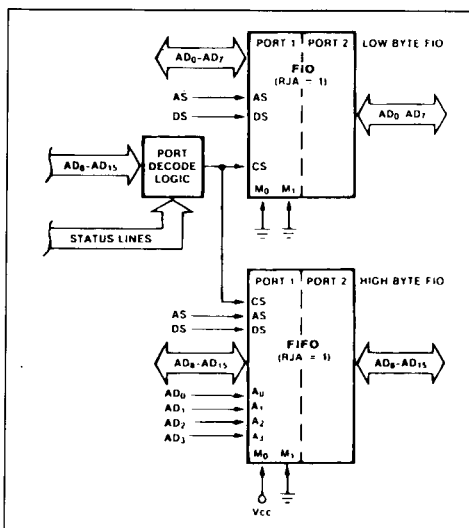 PORT 1 PORT 2 LOW BYTE FIO
AD0-AD7
FIO
(RJA = 1)
AS AS
DS DS
AD0 AD7
AD8-AD15
PORT
DECODE
LOGIC
CS
M0 M1
STATUS LINES
PORT 1 PORT 2 HIGH BYTE FIO
CS
AS AS
DS DS
FIFO
(RJA = 1)
AD8-AD15
AD8-AD15
AD0 A0
AD1 A1
AD2 A2
AD3 A3
M0 M1
VCC